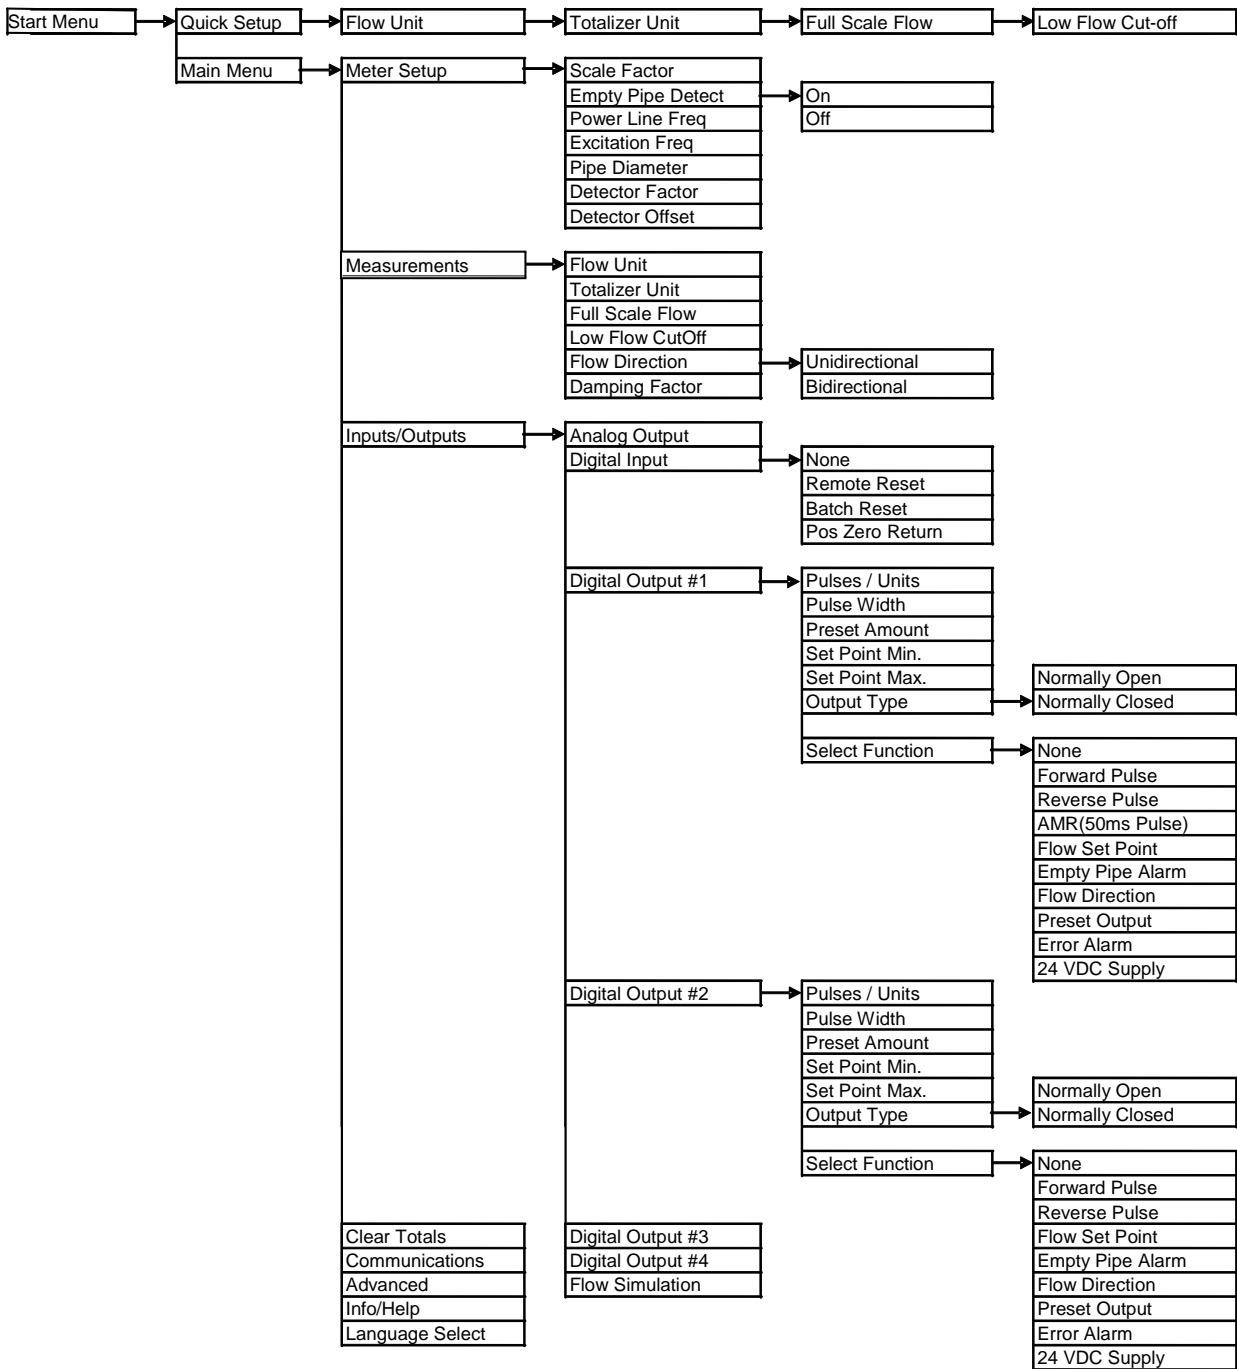 Start Menu
Quick Setup
Flow Unit
Totalizer Unit
Full Scale Flow
Low Flow Cut-off
Main Menu
Meter Setup
Scale Factor
Empty Pipe Detect
On
Power Line Freq
Off
Excitation Freq
Pipe Diameter
Detector Factor
Detector Offset
Measurements
Flow Unit
Totalizer Unit
Full Scale Flow
Low Flow CutOff
Flow Direction
Unidirectional
Damping Factor
Bidirectional
Inputs/Outputs
Analog Output
Digital Input
None
Remote Reset
Batch Reset
Pos Zero Return
Digital Output #1
Pulses / Units
Pulse Width
Preset Amount
Set Point Min.
Set Point Max.
Normally Open
Output Type
Normally Closed
Select Function
None
Forward Pulse
Reverse Pulse
AMR(50ms Pulse)
Flow Set Point
Empty Pipe Alarm
Flow Direction
Preset Output
Error Alarm
24 VDC Supply
Digital Output #2
Pulses / Units
Pulse Width
Preset Amount
Set Point Min.
Set Point Max.
Normally Open
Output Type
Normally Closed
Select Function
None
Forward Pulse
Reverse Pulse
Clear Totals
Digital Output #3
Flow Set Point
Communications
Digital Output #4
Empty Pipe Alarm
Advanced
Flow Simulation
Flow Direction
Info/Help
Preset Output
Language Select
Error Alarm
24 VDC Supply